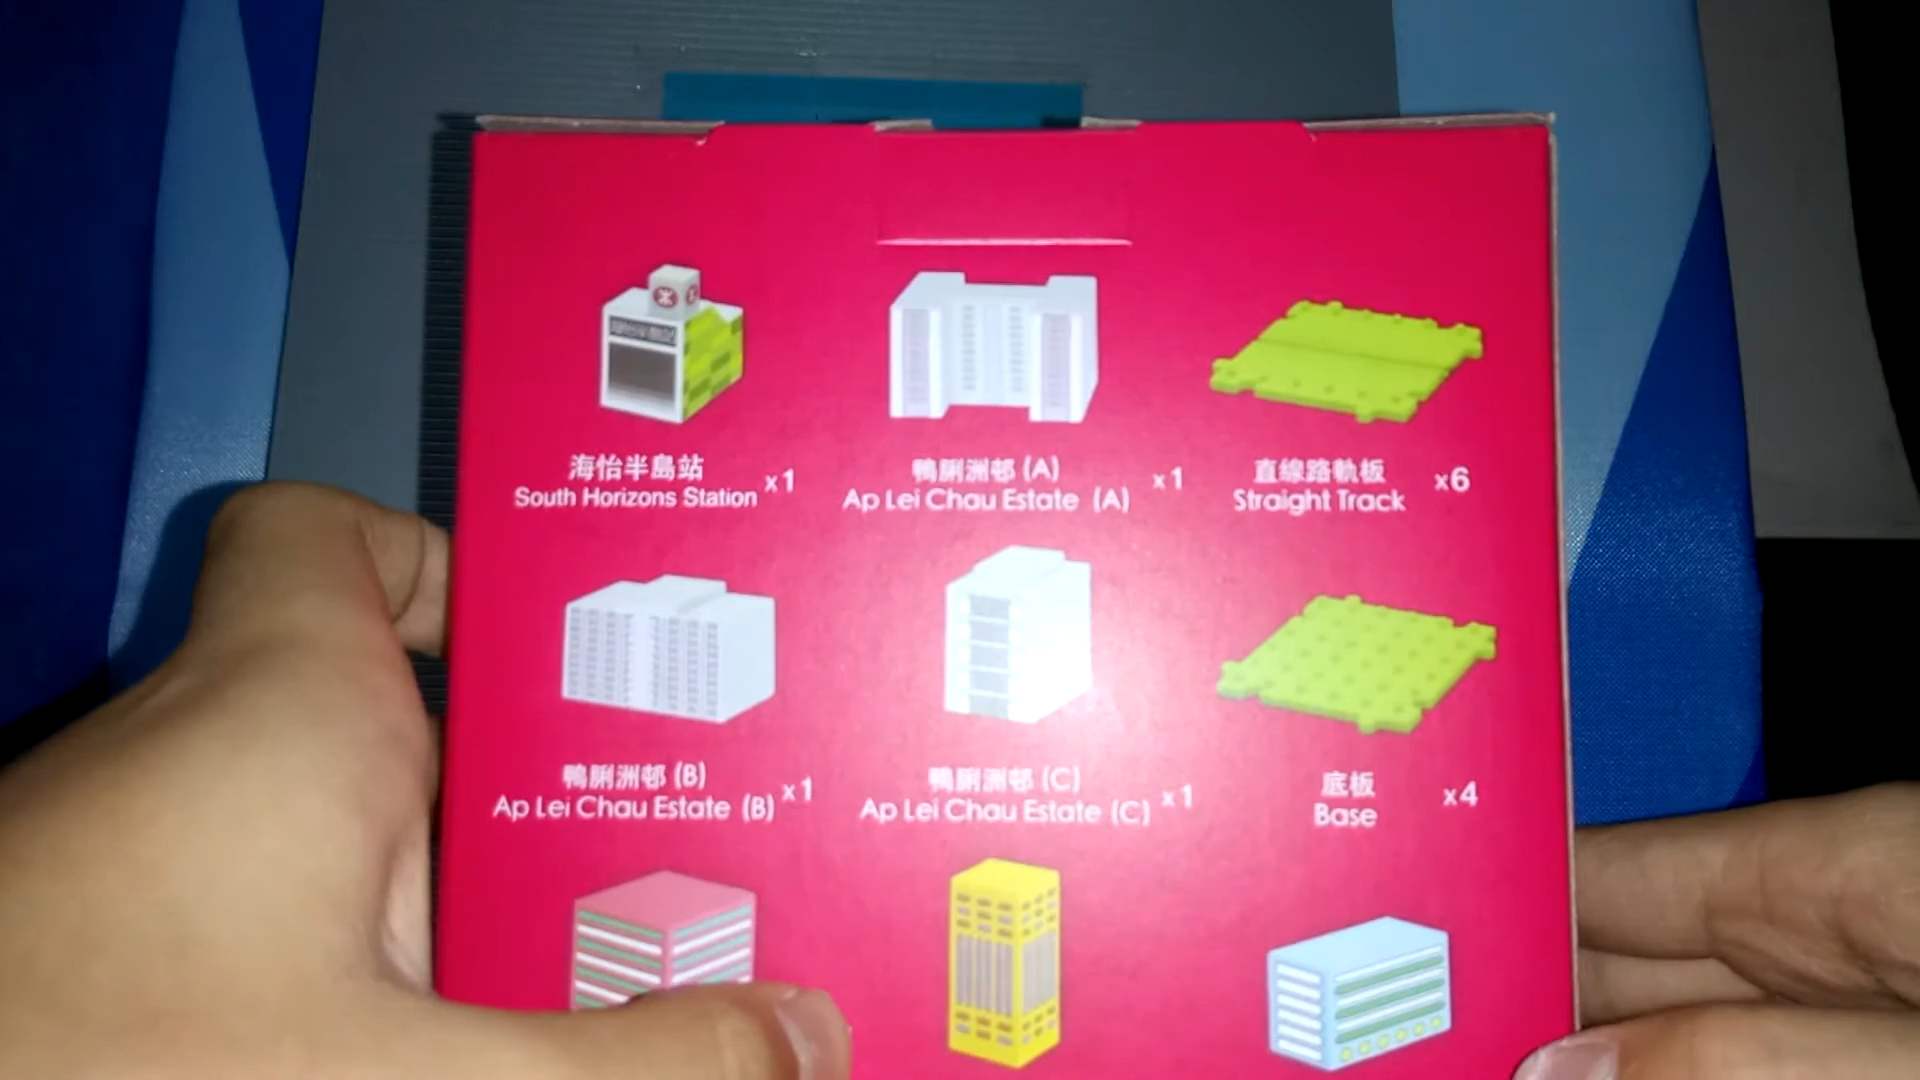 海怡半島站
South Horizons Station
x1
鴨脷洲邨 (A)
Ap Lei Chau Estate (A)
x1
直線路軌板
Straight Track
x6
鴨脷洲邨 (B)
Ap Lei Chau Estate (B)
x1
鴨脷洲邨 (C)
Ap Lei Chau Estate (C)
x1
底板
Base
x4